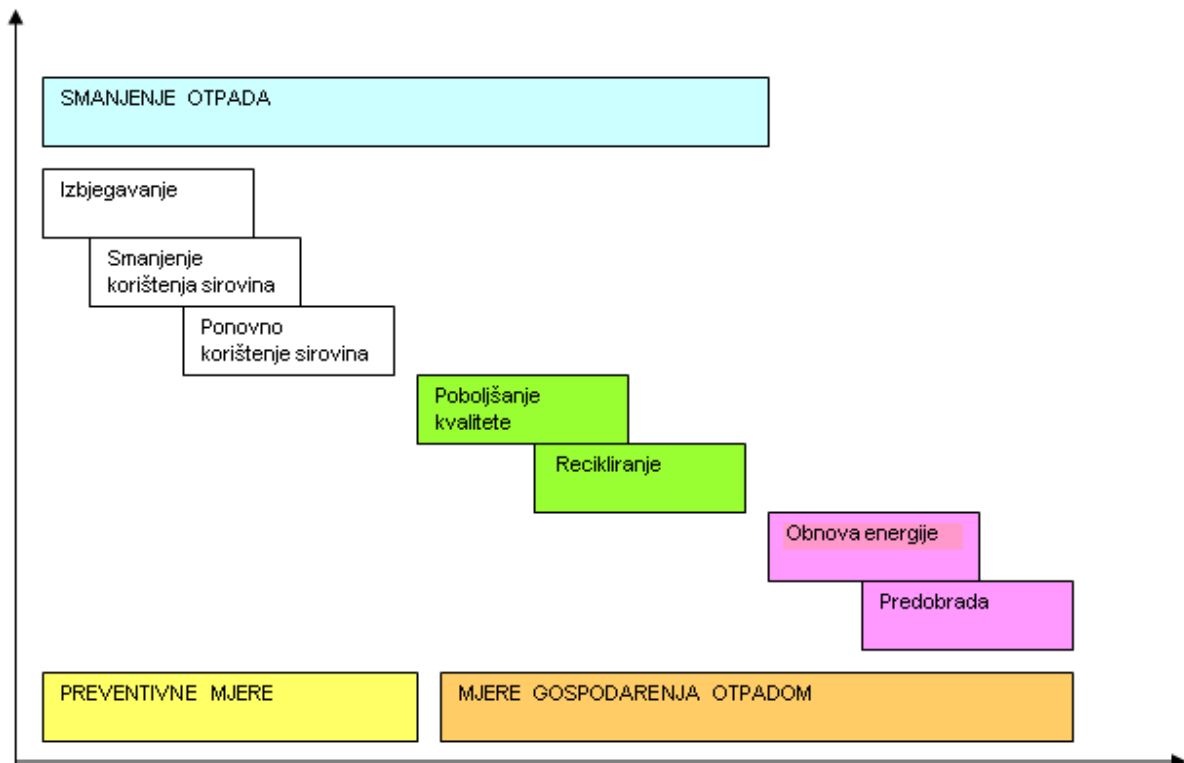 SMANJENJE OTPADA
Izbjegavanje
Smanjenje
korištenja sirovina
Ponovno
korištenje sirovina
Poboljšanje
kvalitete
Recikliranje
Obnova energije
Predobrada
PREVENTIVNE MJERE
MJERE GOSPODARENJA OTPADOM